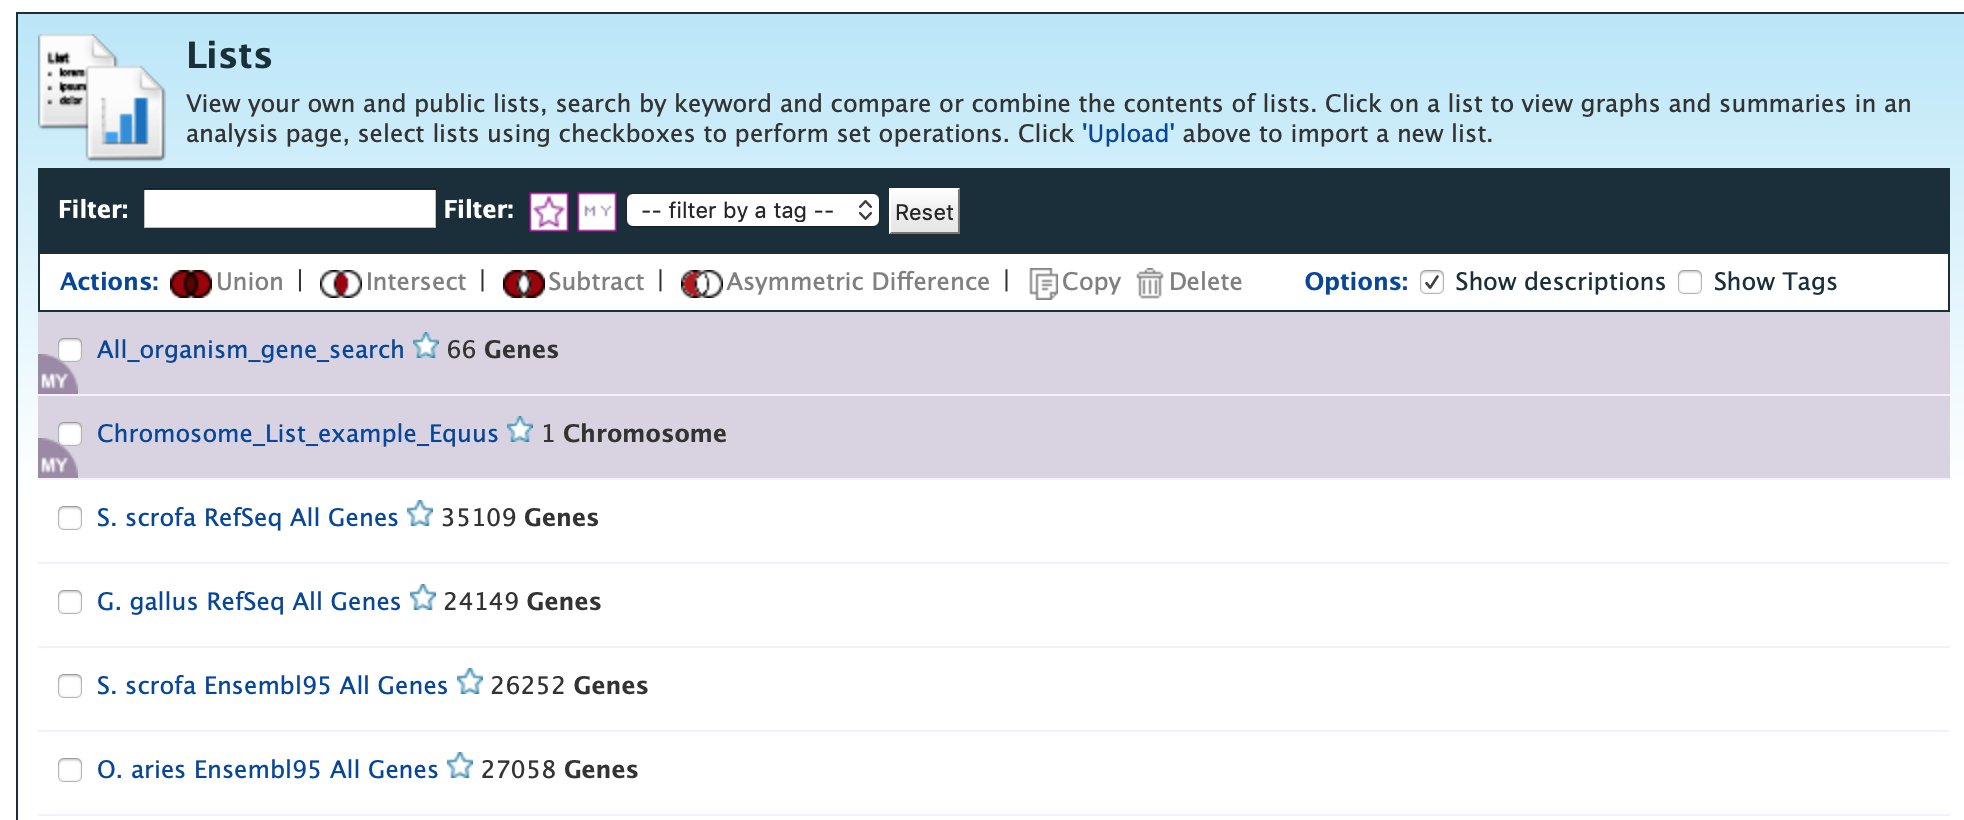 List
lorem
ipsum
dolor
Lists
View your own and public lists, search by keyword and compare or combine the contents of lists. Click on a list to view graphs and summaries in an
analysis page, select lists using checkboxes to perform set operations. Click 'Upload' above to import a new list.
Filter: Filter: MY -- filter by a tag -- Reset
Actions: Union | Intersect | Subtract | Asymmetric Difference | Copy Delete Options: Show descriptions Show Tags
All_organism_gene_search 66 Genes
MY
Chromosome_List_example_Equus 1 Chromosome
MY
S. scrofa RefSeq All Genes 35109 Genes
G. gallus RefSeq All Genes 24149 Genes
S. scrofa Ensembl95 All Genes 26252 Genes
O. aries Ensembl95 All Genes 27058 Genes